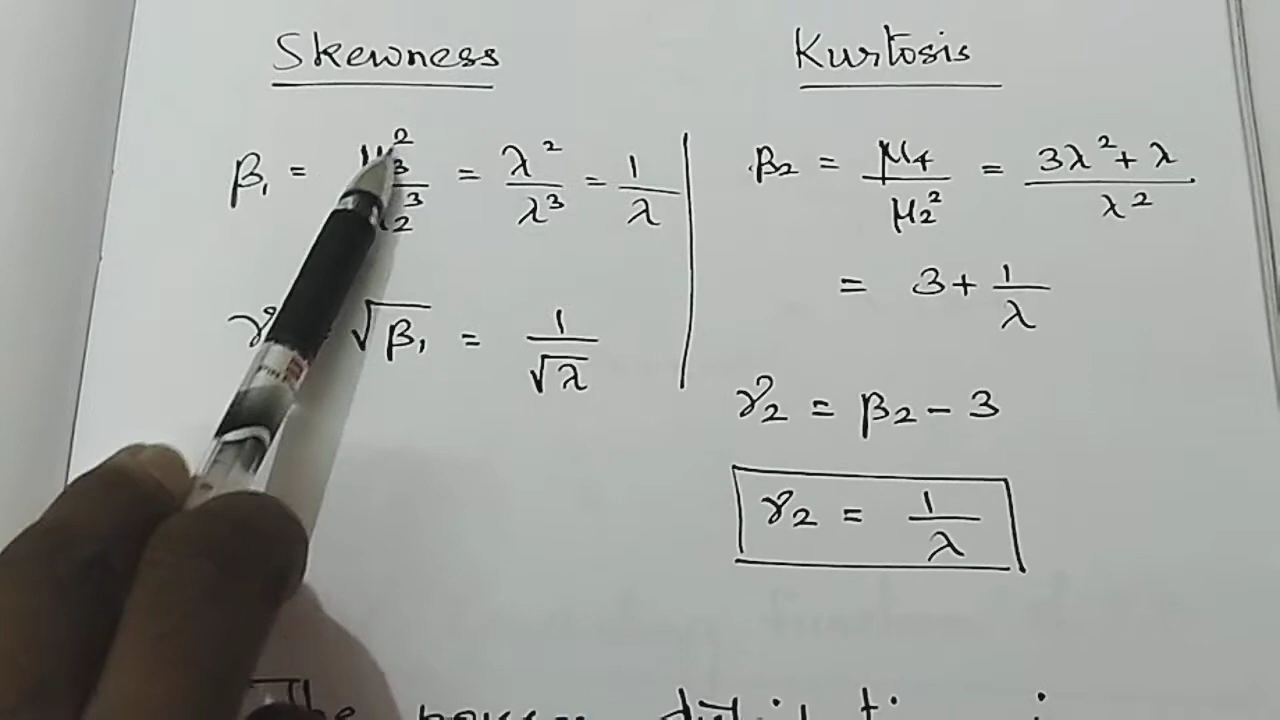 Skewness
β₁ = μ₃² / μ₂³ = λ² / λ³ = 1 / λ
γ √β₁ = 1 / √λ
Kurtosis
β₂ = μ₄ / μ₂² = 3λ² + λ / λ²
= 3 + 1 / λ
γ₂ = β₂ - 3
γ₂ = 1 / λ
The